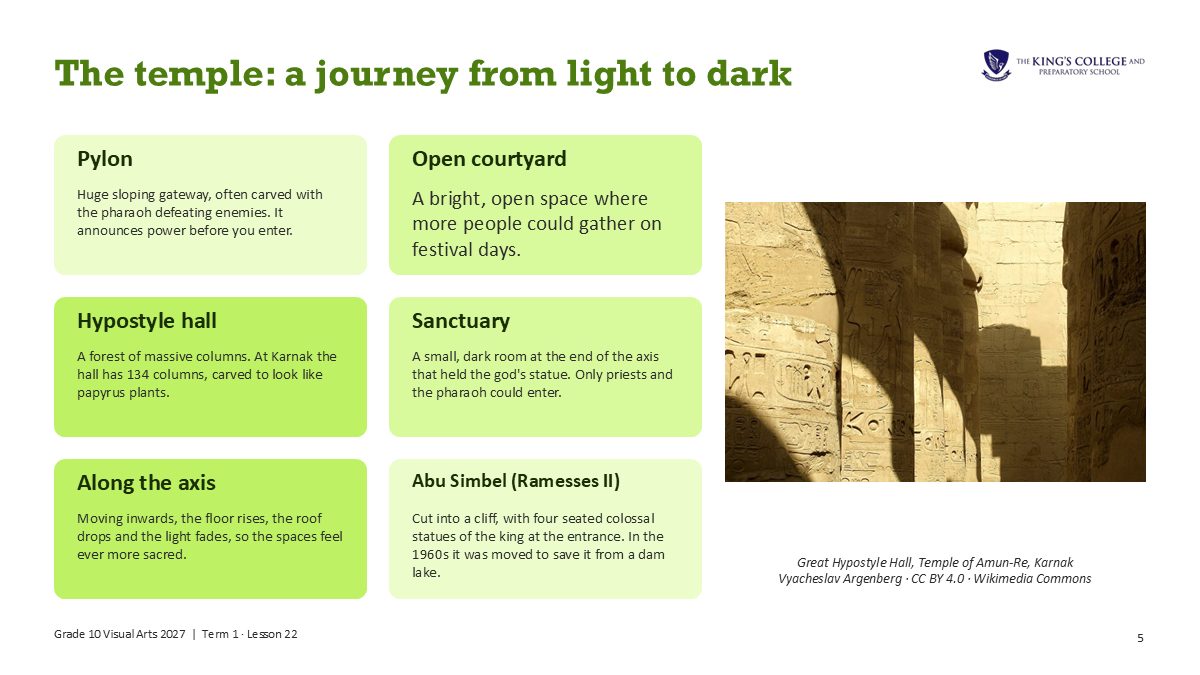 The temple: a journey from light to dark
THE KING'S COLLEGE AND
PREPARATORY SCHOOL
Pylon
Huge sloping gateway, often carved with
the pharaoh defeating enemies. It
announces power before you enter.
Open courtyard
A bright, open space where
more people could gather on
festival days.
Hypostyle hall
A forest of massive columns. At Karnak the
hall has 134 columns, carved to look like
papyrus plants.
Sanctuary
A small, dark room at the end of the axis
that held the god's statue. Only priests and
the pharaoh could enter.
Along the axis
Moving inwards, the floor rises, the roof
drops and the light fades, so the spaces feel
ever more sacred.
Abu Simbel (Ramesses II)
Cut into a cliff, with four seated colossal
statues of the king at the entrance. In the
1960s it was moved to save it from a dam
lake.
Great Hypostyle Hall, Temple of Amun-Re, Karnak
Vyacheslav Argenberg · CC BY 4.0 · Wikimedia Commons
Grade 10 Visual Arts 2027 | Term 1 · Lesson 22
5